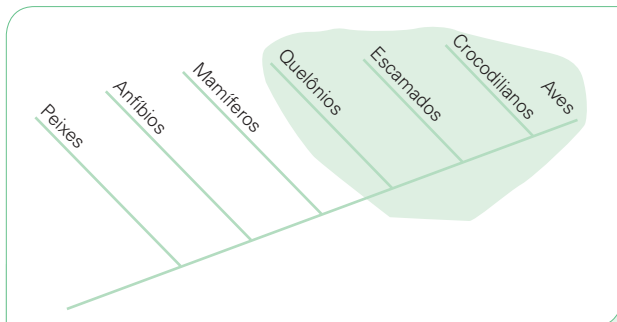 Peixes
Anfíbios
Mamíferos
Quelônios
Escamados
Crocodilianos
Aves